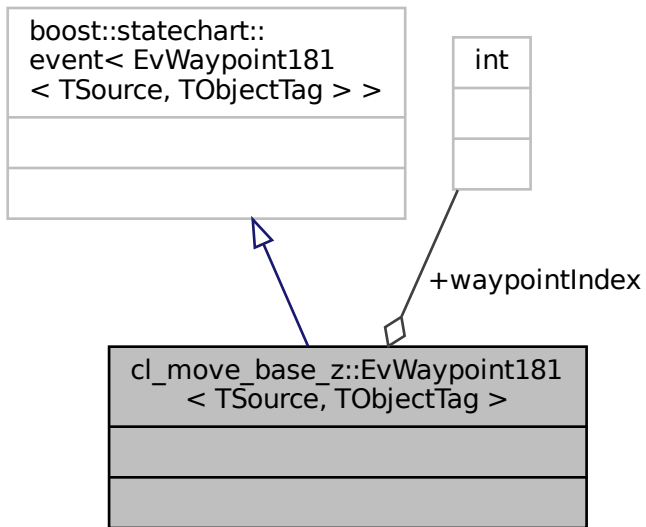 boost::statechart::
event< EvWaypoint181
< TSource, TObjectTag > >
int
+waypointIndex
cl_move_base_z::EvWaypoint181
< TSource, TObjectTag >